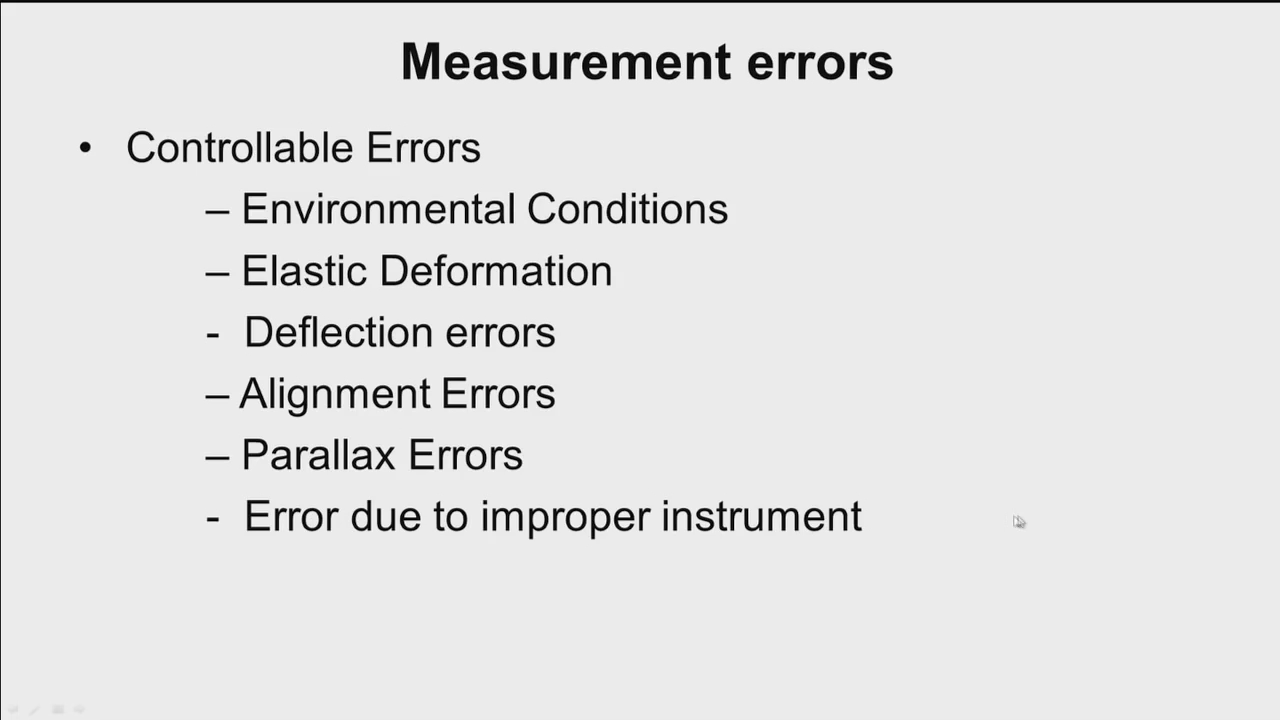 Measurement errors
• Controllable Errors
– Environmental Conditions
– Elastic Deformation
- Deflection errors
– Alignment Errors
– Parallax Errors
- Error due to improper instrument